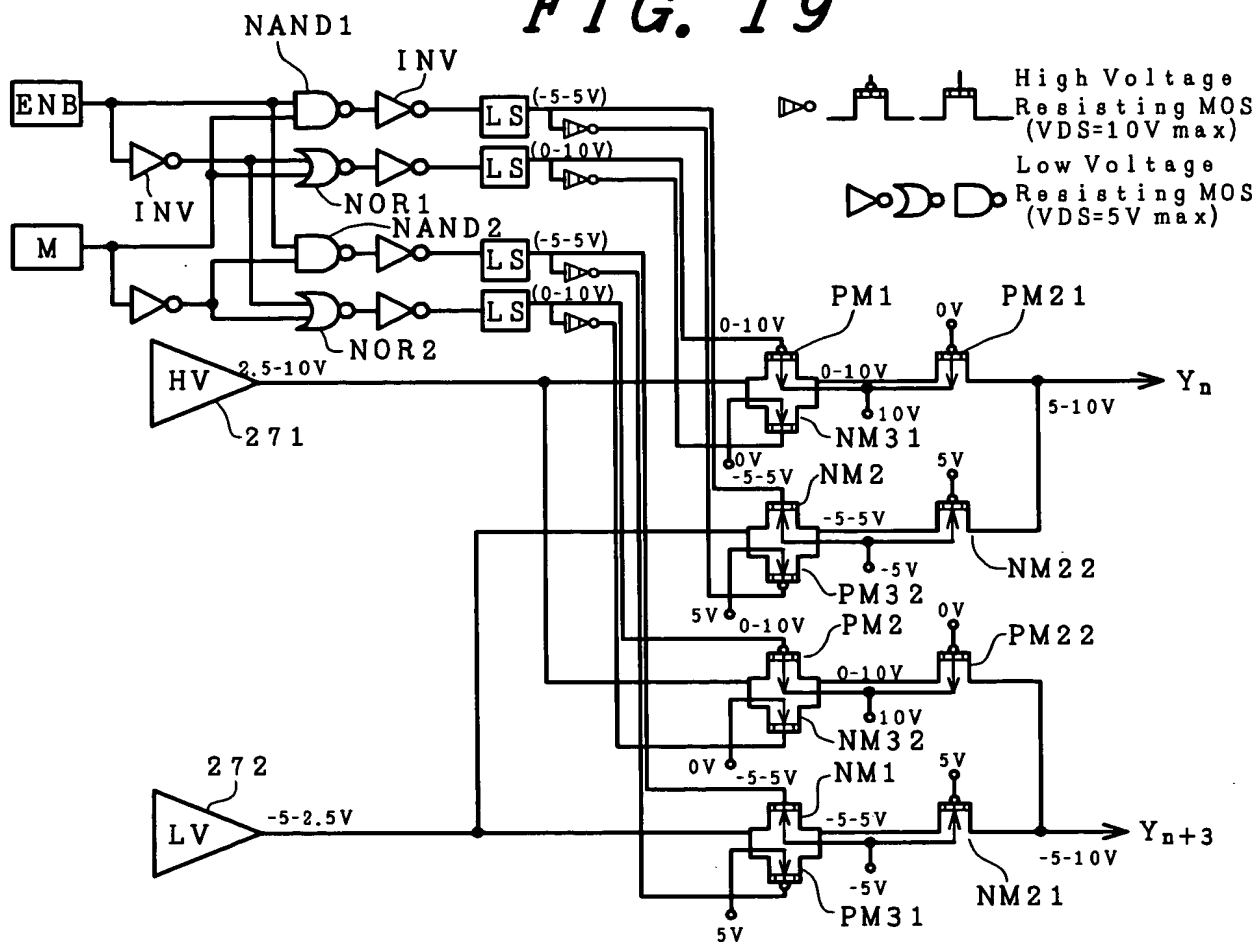 FIG. 19
NAND1
INV
ENB
LS
(-5-5V)
High Voltage
Resisting MOS
(VDS=10V max)
LS
(0-10V)
INV
NOR1
Low Voltage
Resisting MOS
(VDS=5V max)
NAND2
M
LS
(-5-5V)
LS
(0-10V)
NOR2
PM1
PM21
0V
0-10V
HV
2.5-10V
0-10V
Yn
5-10V
10V
271
NM31
0V
NM2
-5-5V
5V
-5-5V
-5V
NM22
PM32
5V
0-10V
PM2
0V
PM22
0-10V
10V
NM32
0V
NM1
-5-5V
5V
272
LV
-5-2.5V
-5-5V
Yn+3
-5-10V
-5V
NM21
PM31
5V